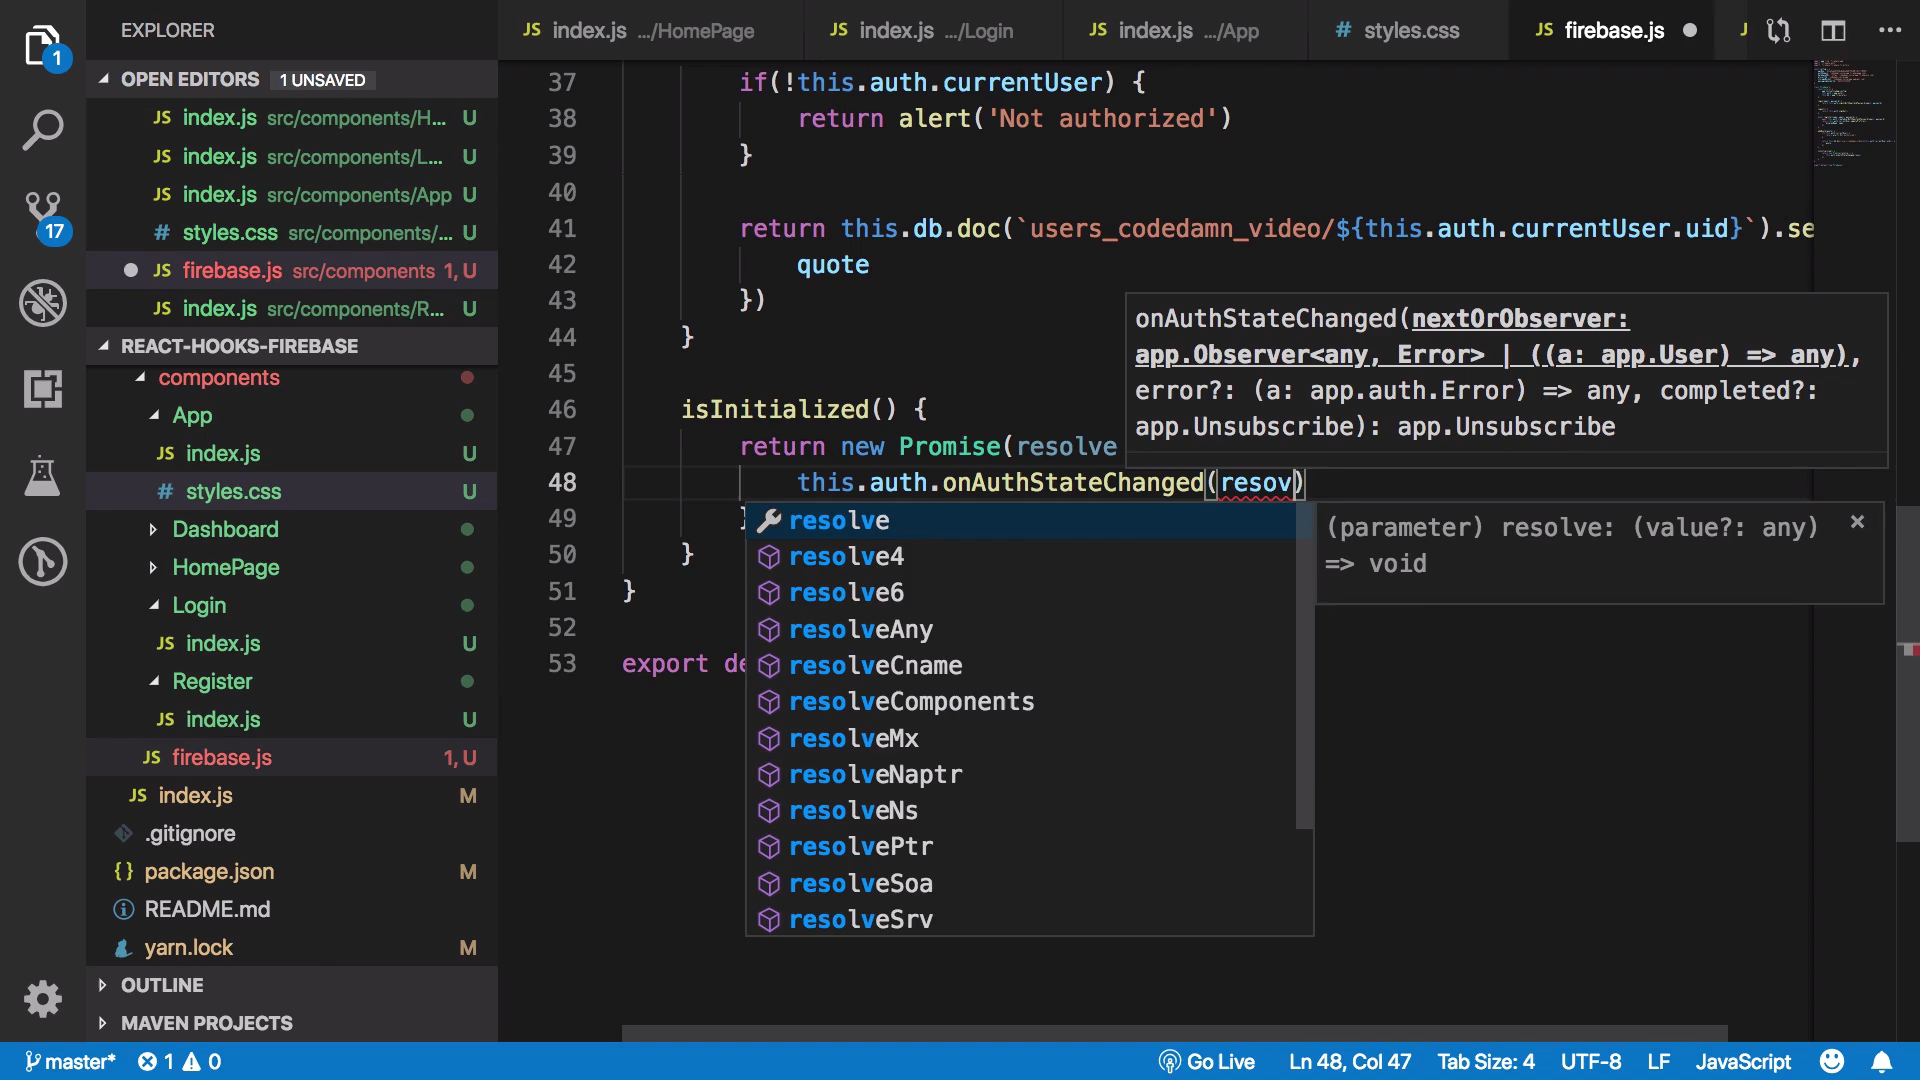 EXPLORER
JS index.js .../HomePage
JS index.js .../Login
JS index.js .../App
# styles.css
JS firebase.js
1
OPEN EDITORS 1 UNSAVED
JS index.js src/components/H... U
JS index.js src/components/L... U
JS index.js src/components/App U
# styles.css src/components/... U
17
JS firebase.js src/components 1, U
JS index.js src/components/R... U
REACT-HOOKS-FIREBASE
components
App
JS index.js U
# styles.css U
Dashboard
HomePage
Login
JS index.js U
Register
JS index.js U
JS firebase.js 1, U
JS index.js M
.gitignore
{} package.json M
README.md
yarn.lock M
OUTLINE
MAVEN PROJECTS
37 if(!this.auth.currentUser) {
38 return alert('Not authorized')
39 }
40
41 return this.db.doc(`users_codedamn_video/${this.auth.currentUser.uid}`).se
42 quote
43 })
44 }
45
46 isInitialized() {
47 return new Promise(resolve
48 this.auth.onAuthStateChanged(resov)
49 }
50 }
51 }
52
53 export de
onAuthStateChanged(nextOrObserver:
app.Observer<any, Error> | ((a: app.User) => any),
error?: (a: app.auth.Error) => any, completed?:
app.Unsubscribe): app.Unsubscribe
resolve
resolve4
resolve6
resolveAny
resolveCname
resolveComponents
resolveMx
resolveNaptr
resolveNs
resolvePtr
resolveSoa
resolveSrv
(parameter) resolve: (value?: any)
=> void
master* 1 0
Go Live Ln 48, Col 47 Tab Size: 4 UTF-8 LF JavaScript